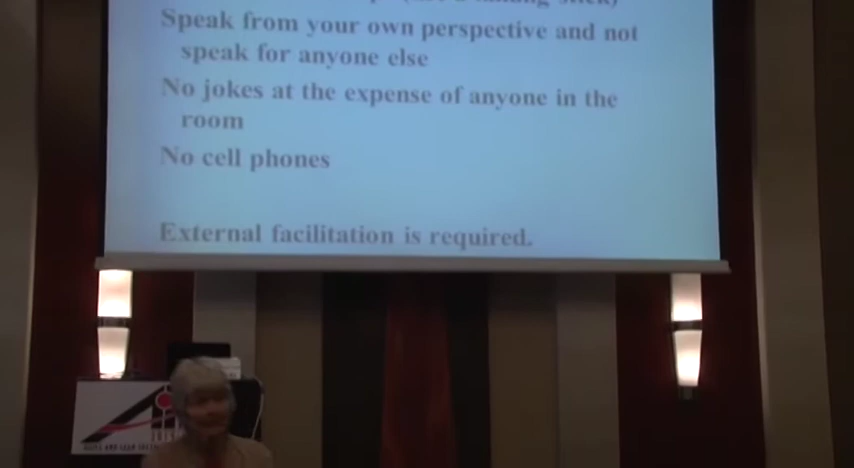 Speak from your own perspective and not
speak for anyone else
No jokes at the expense of anyone in the
room
No cell phones
External facilitation is required.